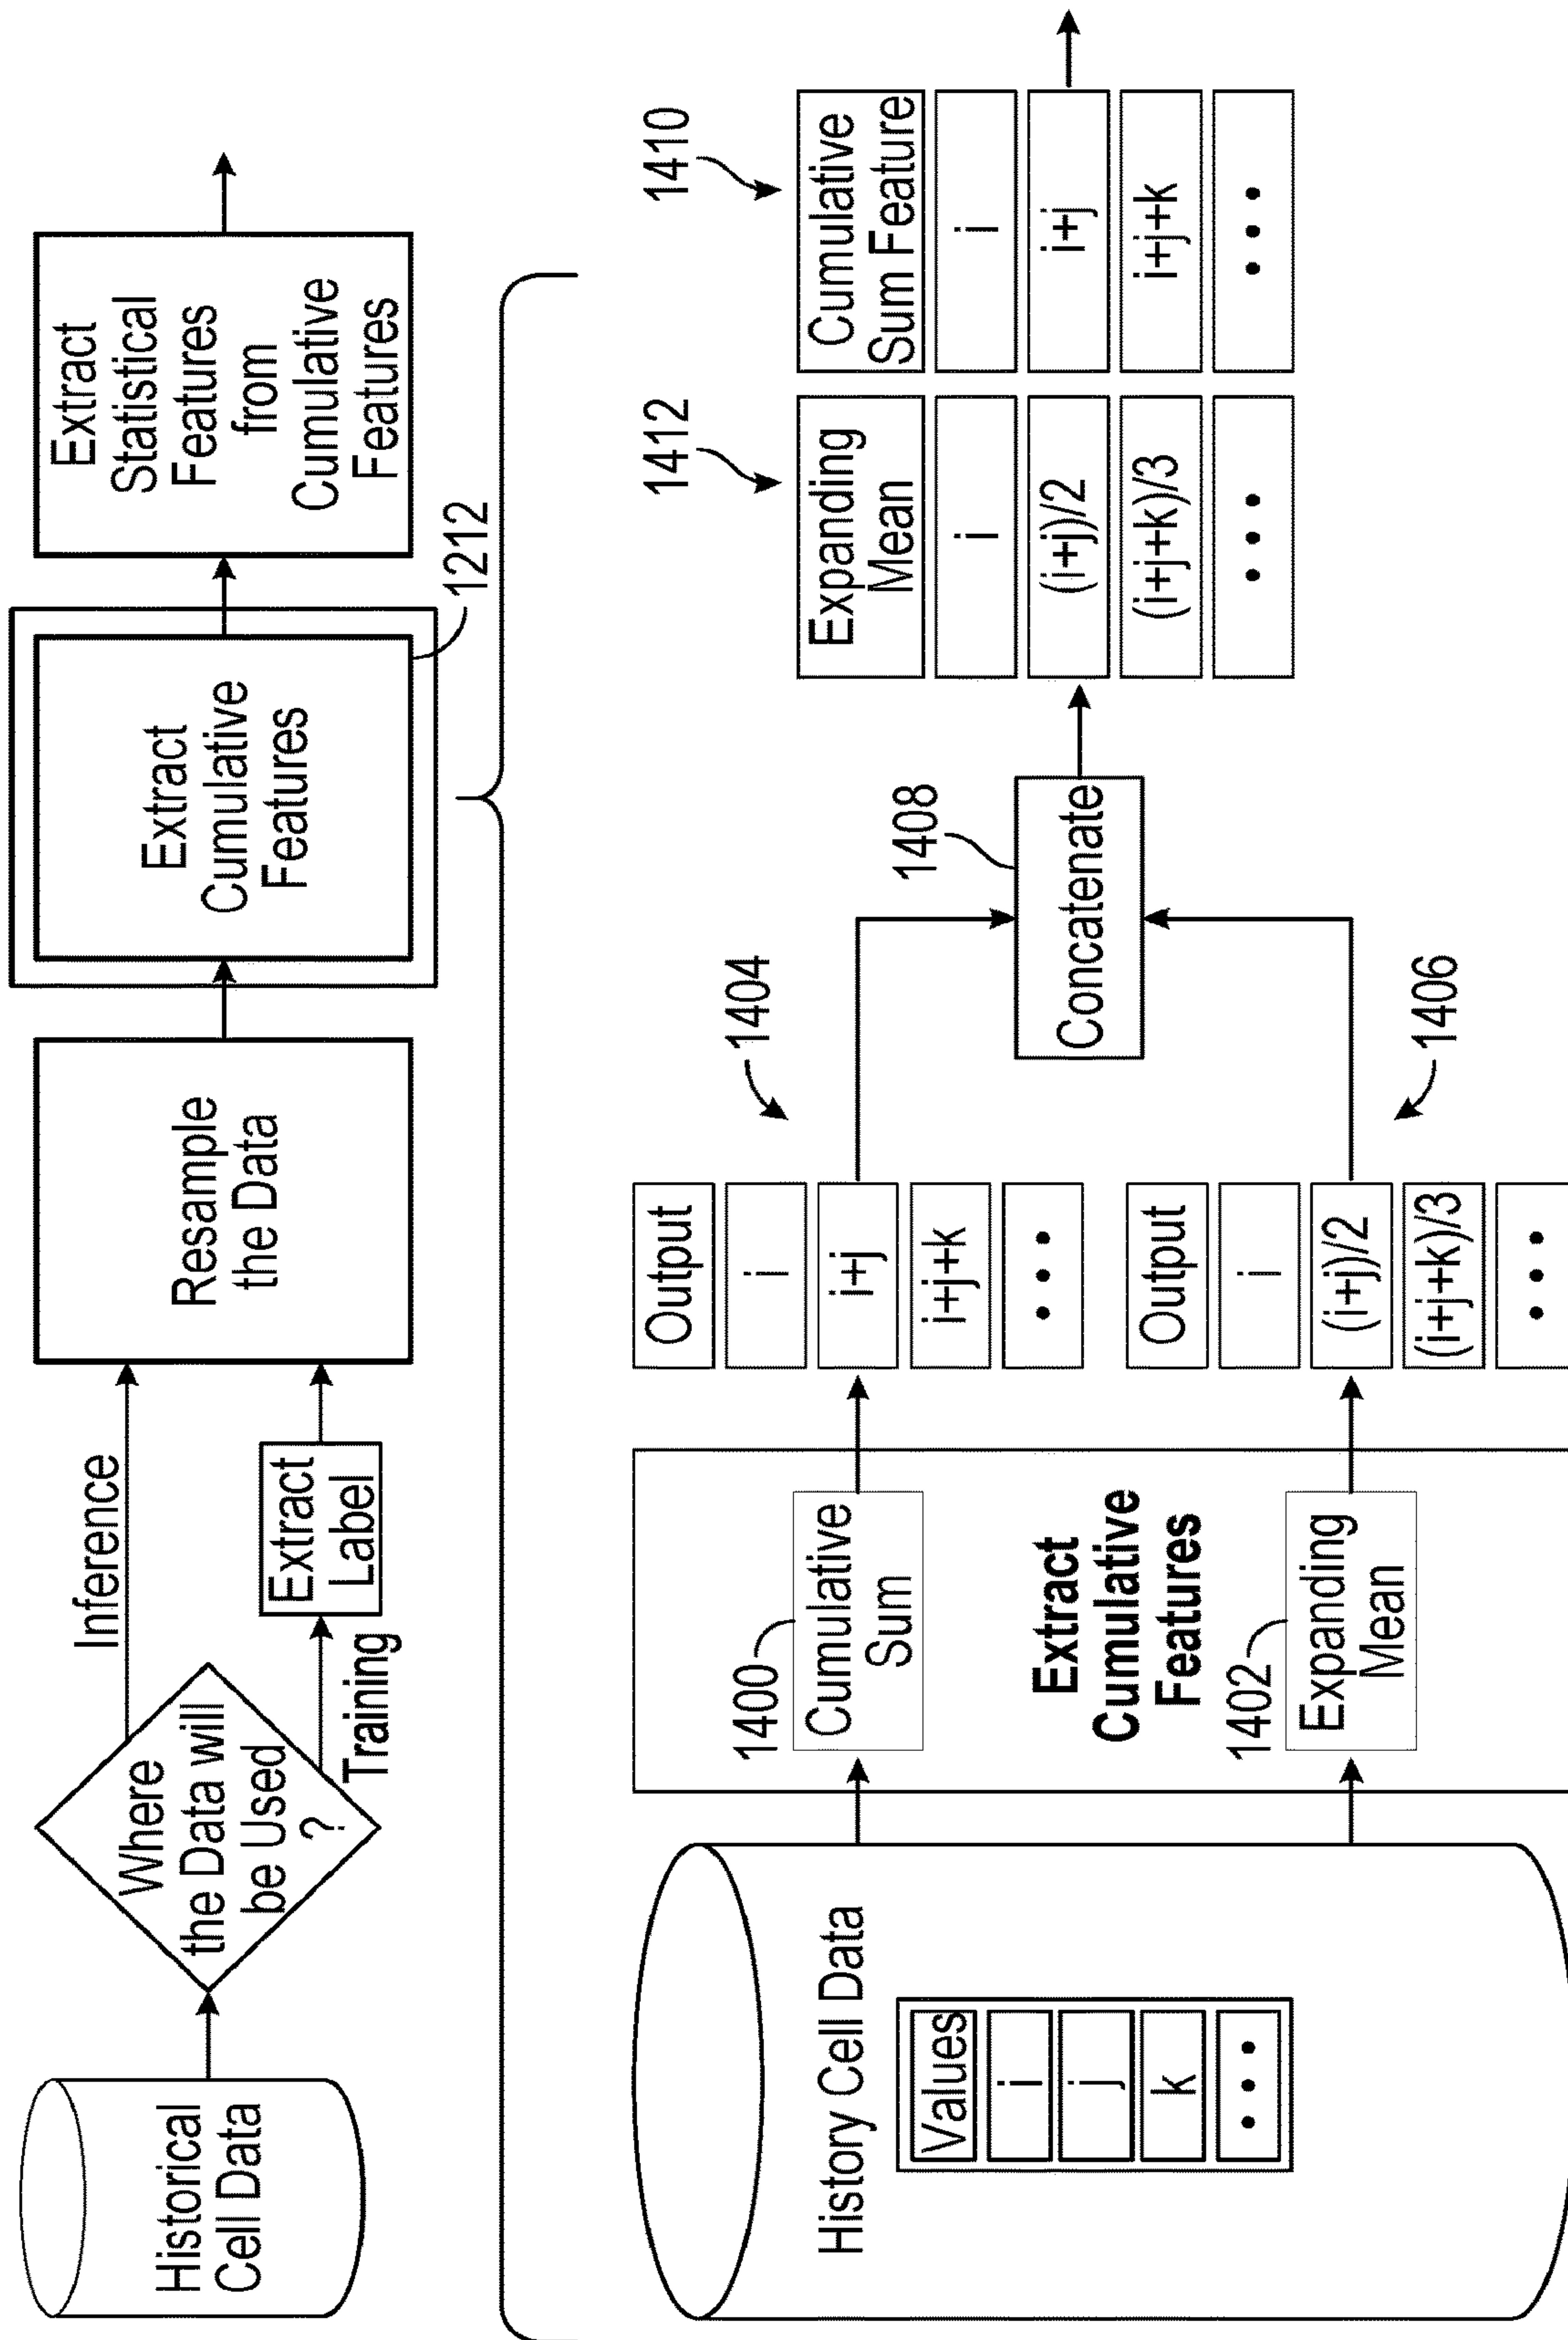 Historical
Cell Data
Where
the Data will
be Used
?
Inference
Training
Extract
Label
Resample
the Data
Extract
Cumulative
Features
1212
Extract
Statistical
Features
from
Cumulative
Features
History Cell Data
Values
i
j
k
•••
1400
Cumulative
Sum
Extract
Cumulative
Features
1402
Expanding
Mean
Output
i
i+j
i+j+k
•••
1404
Output
i
(i+j)/2
(i+j+k)/3
•••
1406
1408
Concatenate
1412
Expanding
Mean
i
(i+j)/2
(i+j+k)/3
•••
1410
Cumulative
Sum Feature
i
i+j
i+j+k
•••